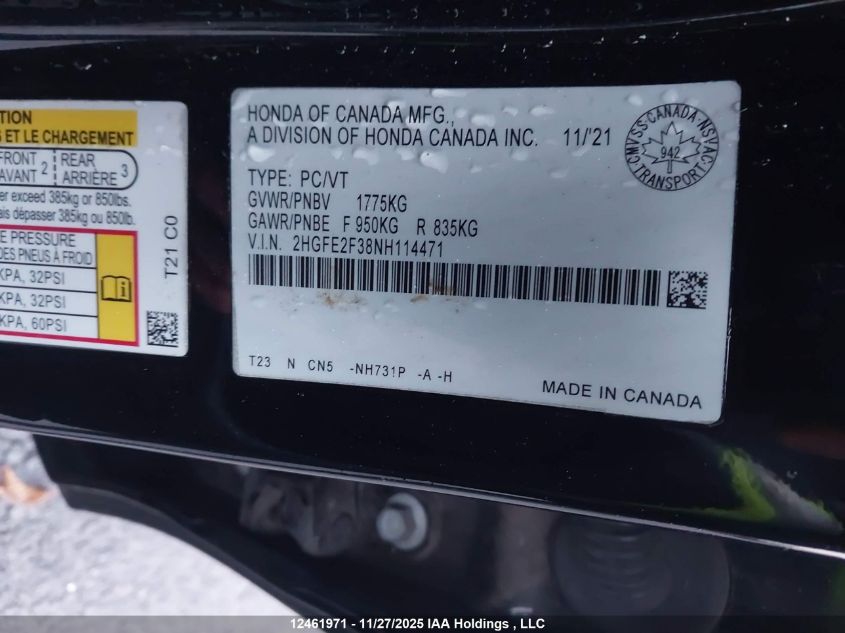 TION
G ET LE CHARGEMENT
FRONT
AVANT 2
REAR
ARRIÈRE 3
er exceed 385kg or 850lbs.
ais dépasser 385kg ou 850lb.
E PRESSURE
DES PNEUS À FROID
KPA, 32PSI
KPA, 32PSI
KPA, 60PSI
T21 C0
HONDA OF CANADA MFG.,
A DIVISION OF HONDA CANADA INC. 11/'21
CMVSS·CANADA·NSVAC
942
TRANSPORT
TYPE: PC/VT
GVWR/PNBV 1775KG
GAWR/PNBE F 950KG R 835KG
V.I.N. 2HGFE2F38NH114471
T23 N CN5 -NH731P -A -H
MADE IN CANADA
12461971 - 11/27/2025 IAA Holdings , LLC